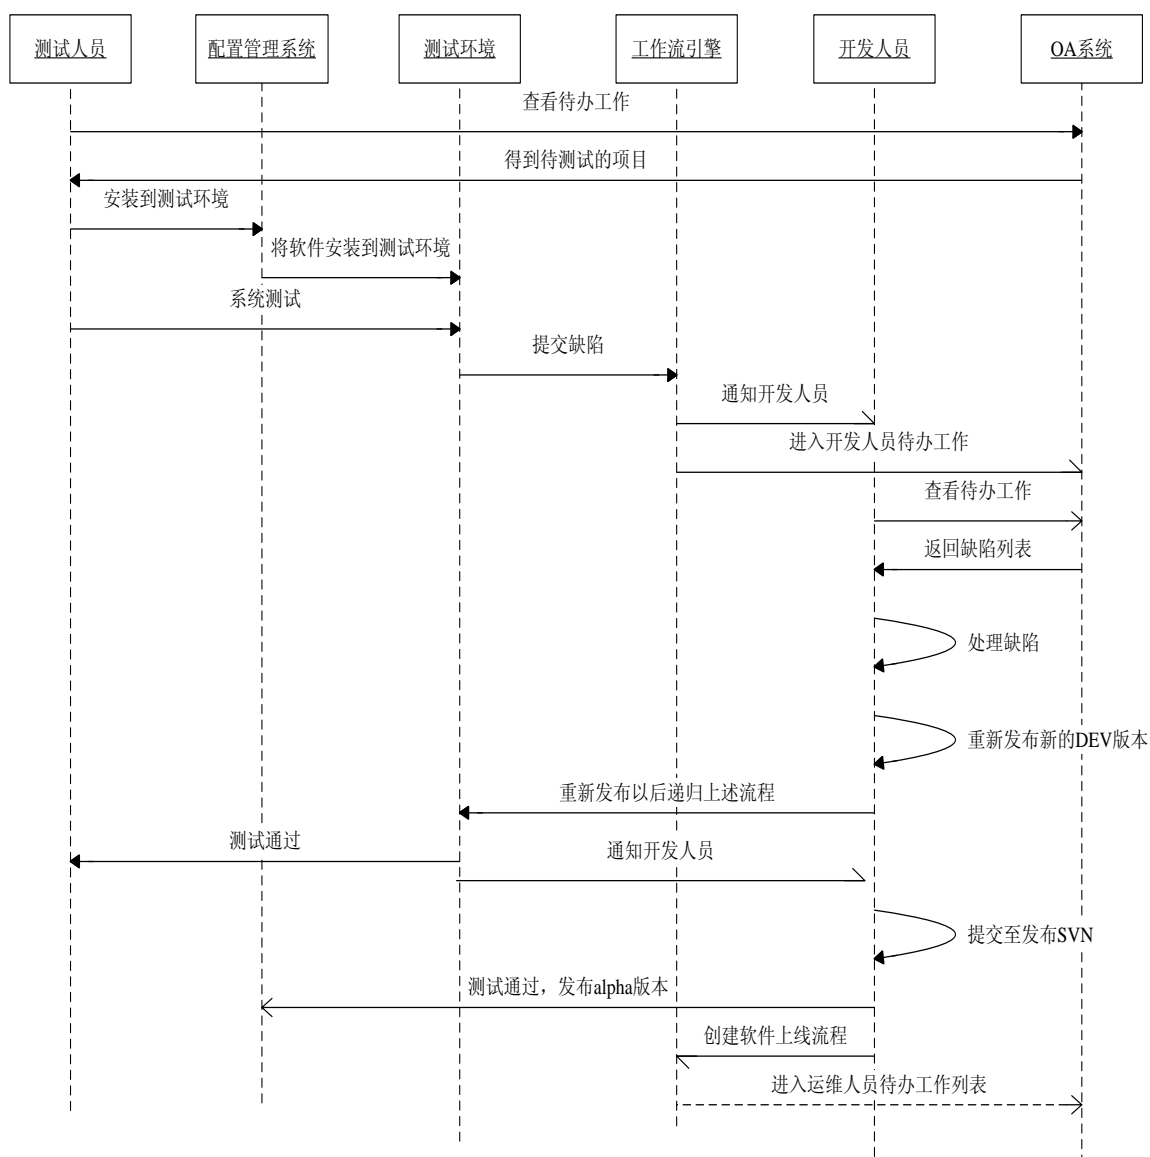 测试人员
配置管理系统
测试环境
工作流引擎
开发人员
OA系统
查看待办工作
得到待测试的项目
安装到测试环境
将软件安装到测试环境
系统测试
提交缺陷
通知开发人员
进入开发人员待办工作
查看待办工作
返回缺陷列表
处理缺陷
重新发布新的DEV版本
重新发布以后递归上述流程
测试通过
通知开发人员
提交至发布SVN
测试通过，发布alpha版本
创建软件上线流程
进入运维人员待办工作列表